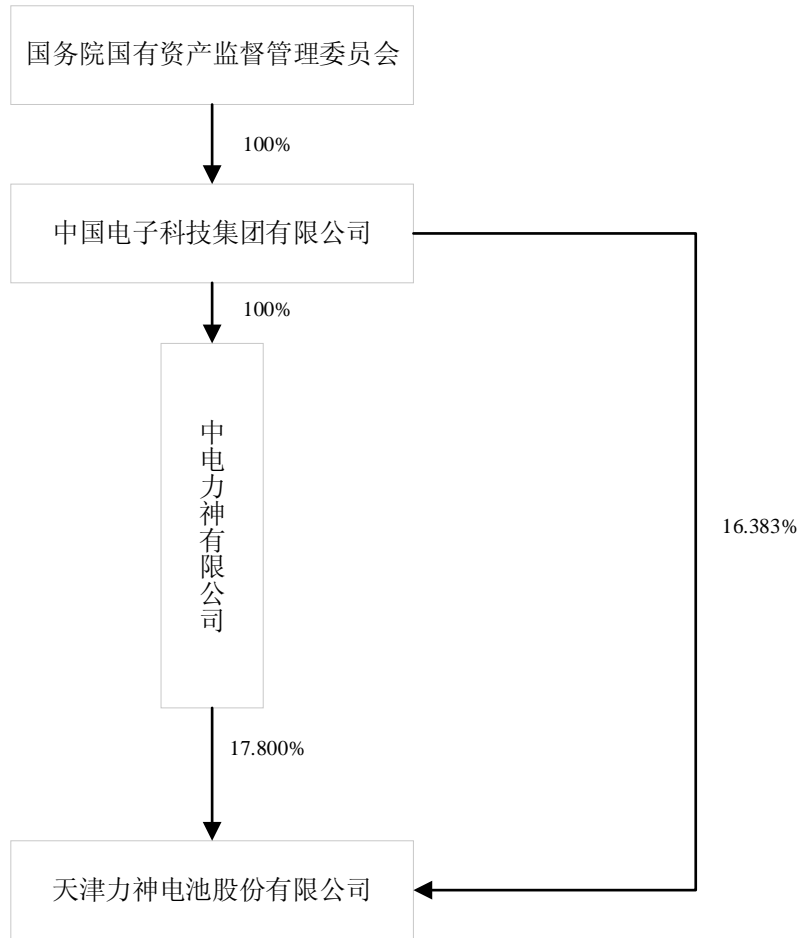 国务院国有资产监督管理委员会
100%
中国电子科技集团有限公司
100%
中电力神有限公司
16.383%
17.800%
天津力神电池股份有限公司